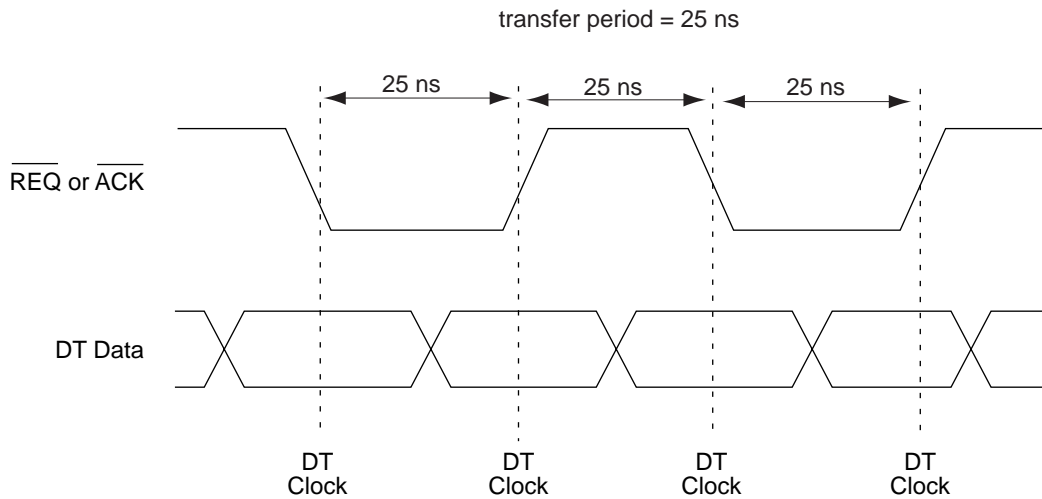 transfer period = 25 ns
25 ns 25 ns 25 ns
REQ or ACK
DT Data
DT DT DT DT
Clock Clock Clock Clock